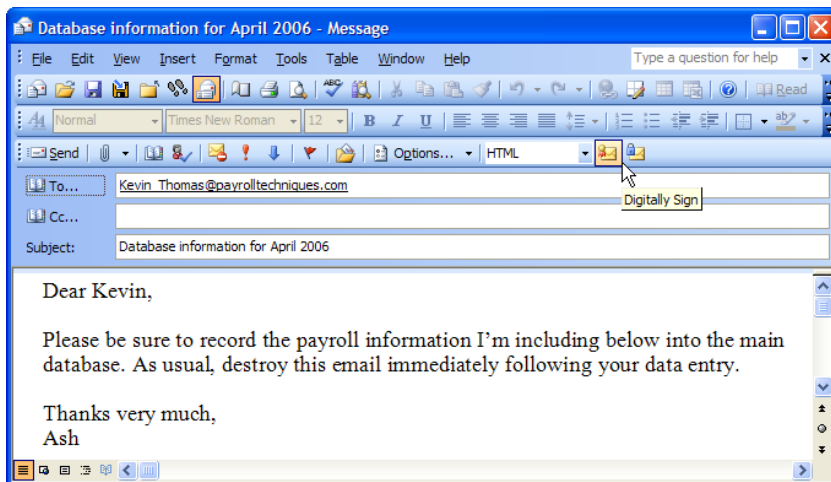 Database information for April 2006 - Message
File Edit View Insert Format Tools Table Window Help Type a question for help
ABC Read
A4 Normal Times New Roman 12 B I U ab
Send Options... HTML
To... Kevin_Thomas@payrolltechniques.com
Digitally Sign
Cc...
Subject: Database information for April 2006
Dear Kevin,
Please be sure to record the payroll information I'm including below into the main
database. As usual, destroy this email immediately following your data entry.
Thanks very much,
Ash